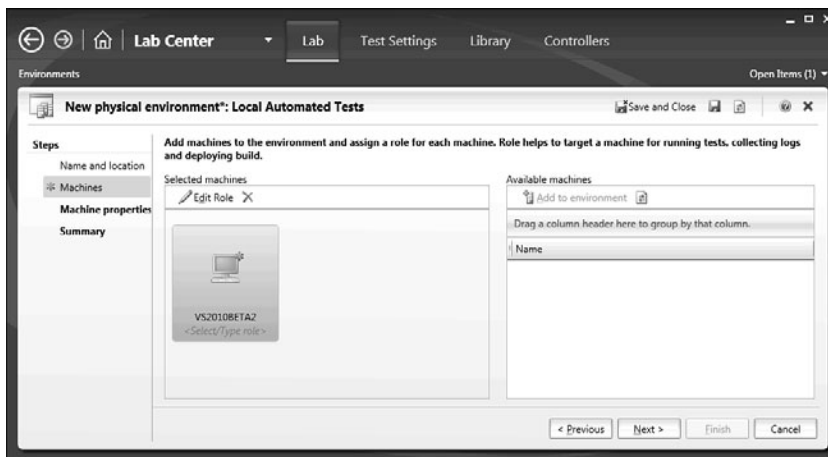 Lab Center
Lab
Test Settings
Library
Controllers
Environments
Open Items (1)
New physical environment*: Local Automated Tests
Save and Close
Steps
Name and location
Machines
Machine properties
Summary
Add machines to the environment and assign a role for each machine. Role helps to target a machine for running tests, collecting logs
and deploying build.
Selected machines
Edit Role
VS2010BETA2
<Select/Type role>
Available machines
Add to environment
Drag a column header here to group by that column.
Name
< Previous
Next >
Finish
Cancel